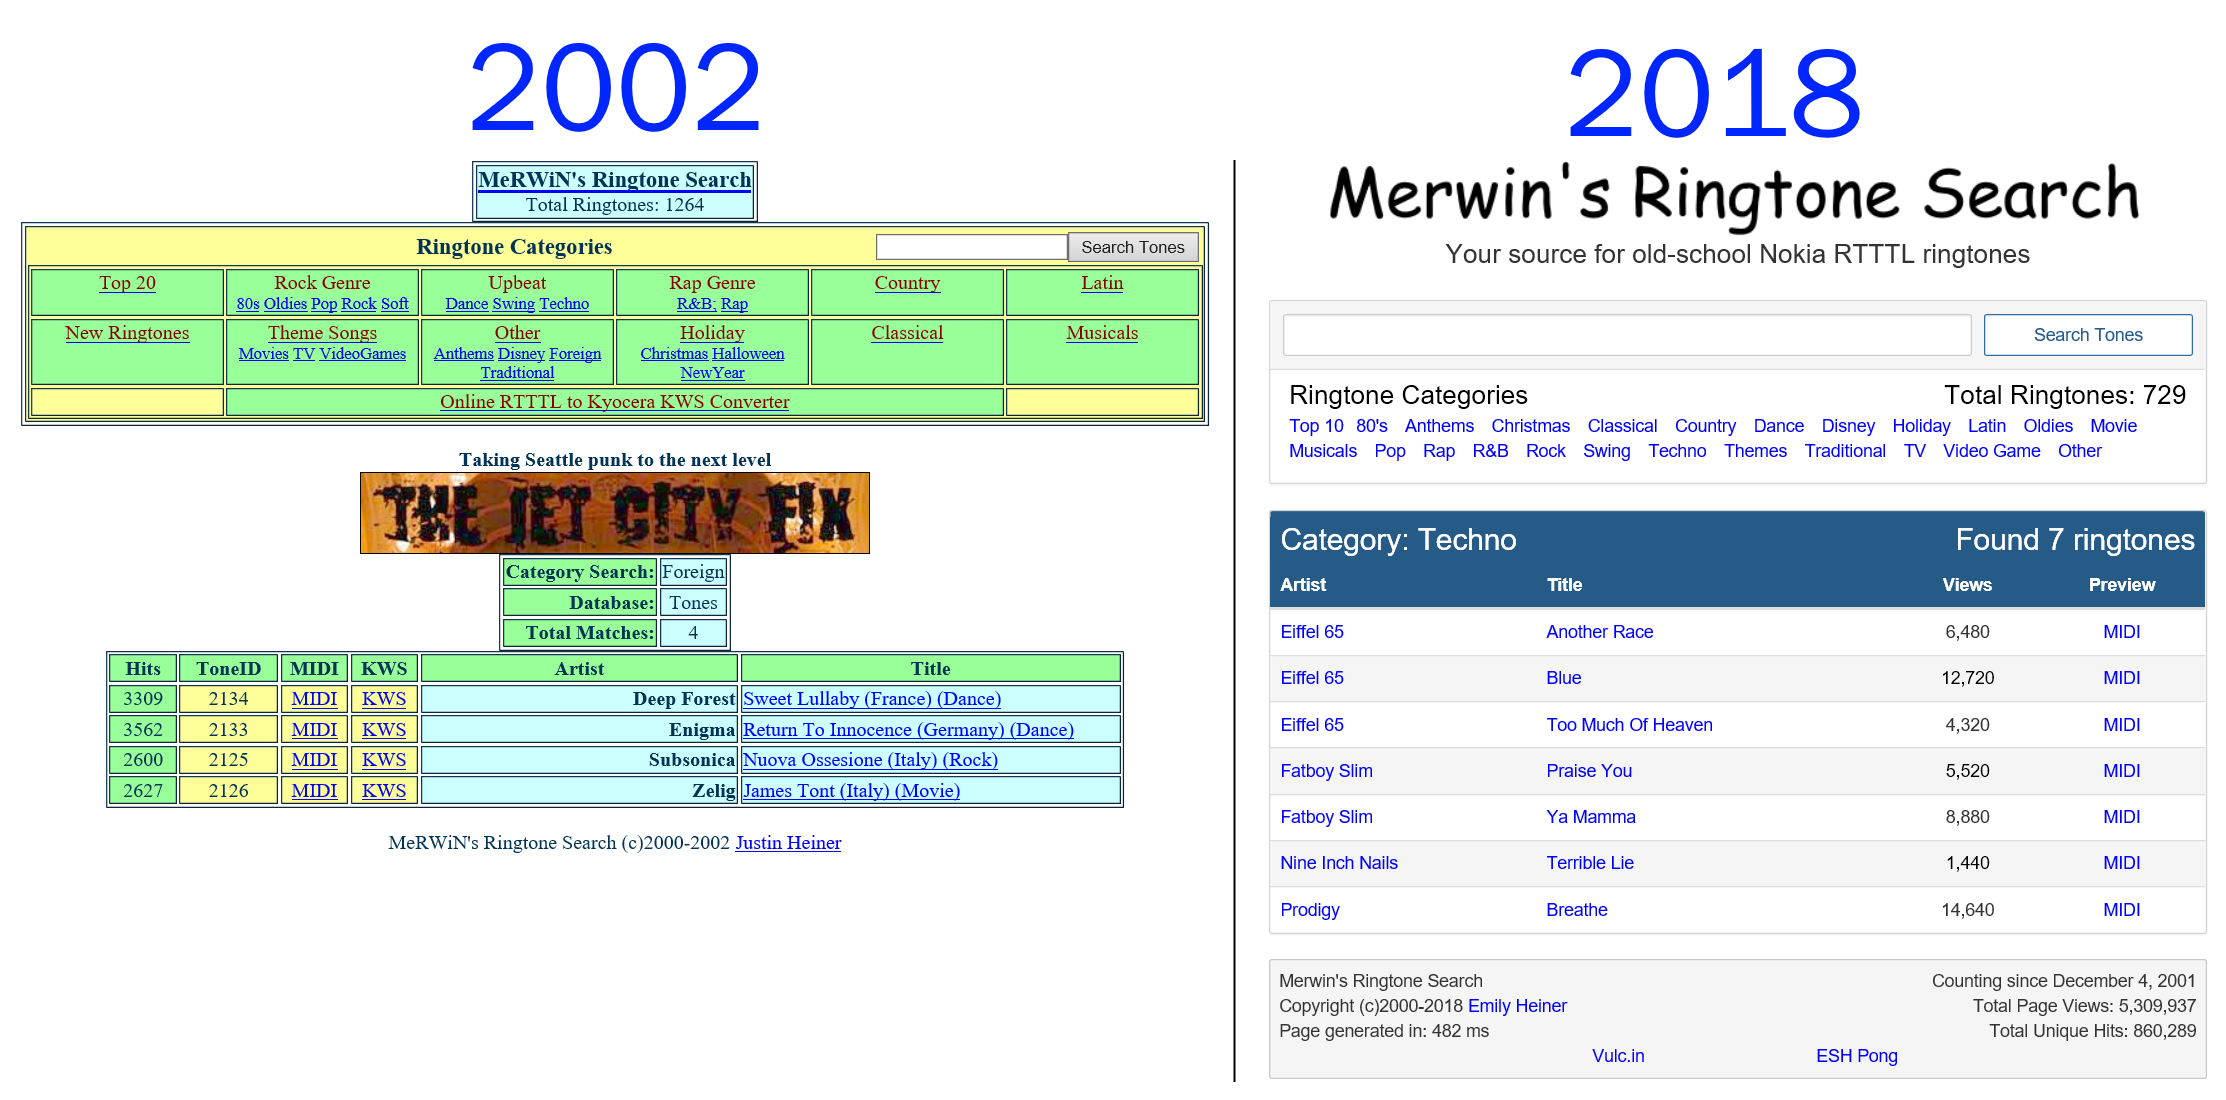 2002
MeRWiN's Ringtone Search
Total Ringtones: 1264
Ringtone Categories Search Tones
Top 20 Rock Genre Upbeat Rap Genre Country Latin
80s Oldies Pop Rock Soft Dance Swing Techno R&B; Rap
New Ringtones Theme Songs Other Holiday Classical Musicals
Movies TV VideoGames Anthems Disney Foreign Christmas Halloween
Traditional NewYear
Online RTTTL to Kyocera KWS Converter
Taking Seattle punk to the next level
THE JET CITY FIX
Category Search: Foreign
Database: Tones
Total Matches: 4
Hits ToneID MIDI KWS Artist Title
3309 2134 MIDI KWS Deep Forest Sweet Lullaby (France) (Dance)
3562 2133 MIDI KWS Enigma Return To Innocence (Germany) (Dance)
2600 2125 MIDI KWS Subsonica Nuova Ossesione (Italy) (Rock)
2627 2126 MIDI KWS Zelig James Tont (Italy) (Movie)
MeRWiN's Ringtone Search (c)2000-2002 Justin Heiner
2018
Merwin's Ringtone Search
Your source for old-school Nokia RTTTL ringtones
Search Tones
Ringtone Categories Total Ringtones: 729
Top 10 80's Anthems Christmas Classical Country Dance Disney Holiday Latin Oldies Movie
Musicals Pop Rap R&B Rock Swing Techno Themes Traditional TV Video Game Other
Category: Techno Found 7 ringtones
Artist Title Views Preview
Eiffel 65 Another Race 6,480 MIDI
Eiffel 65 Blue 12,720 MIDI
Eiffel 65 Too Much Of Heaven 4,320 MIDI
Fatboy Slim Praise You 5,520 MIDI
Fatboy Slim Ya Mamma 8,880 MIDI
Nine Inch Nails Terrible Lie 1,440 MIDI
Prodigy Breathe 14,640 MIDI
Merwin's Ringtone Search Counting since December 4, 2001
Copyright (c)2000-2018 Emily Heiner Total Page Views: 5,309,937
Page generated in: 482 ms Total Unique Hits: 860,289
Vulc.in ESH Pong